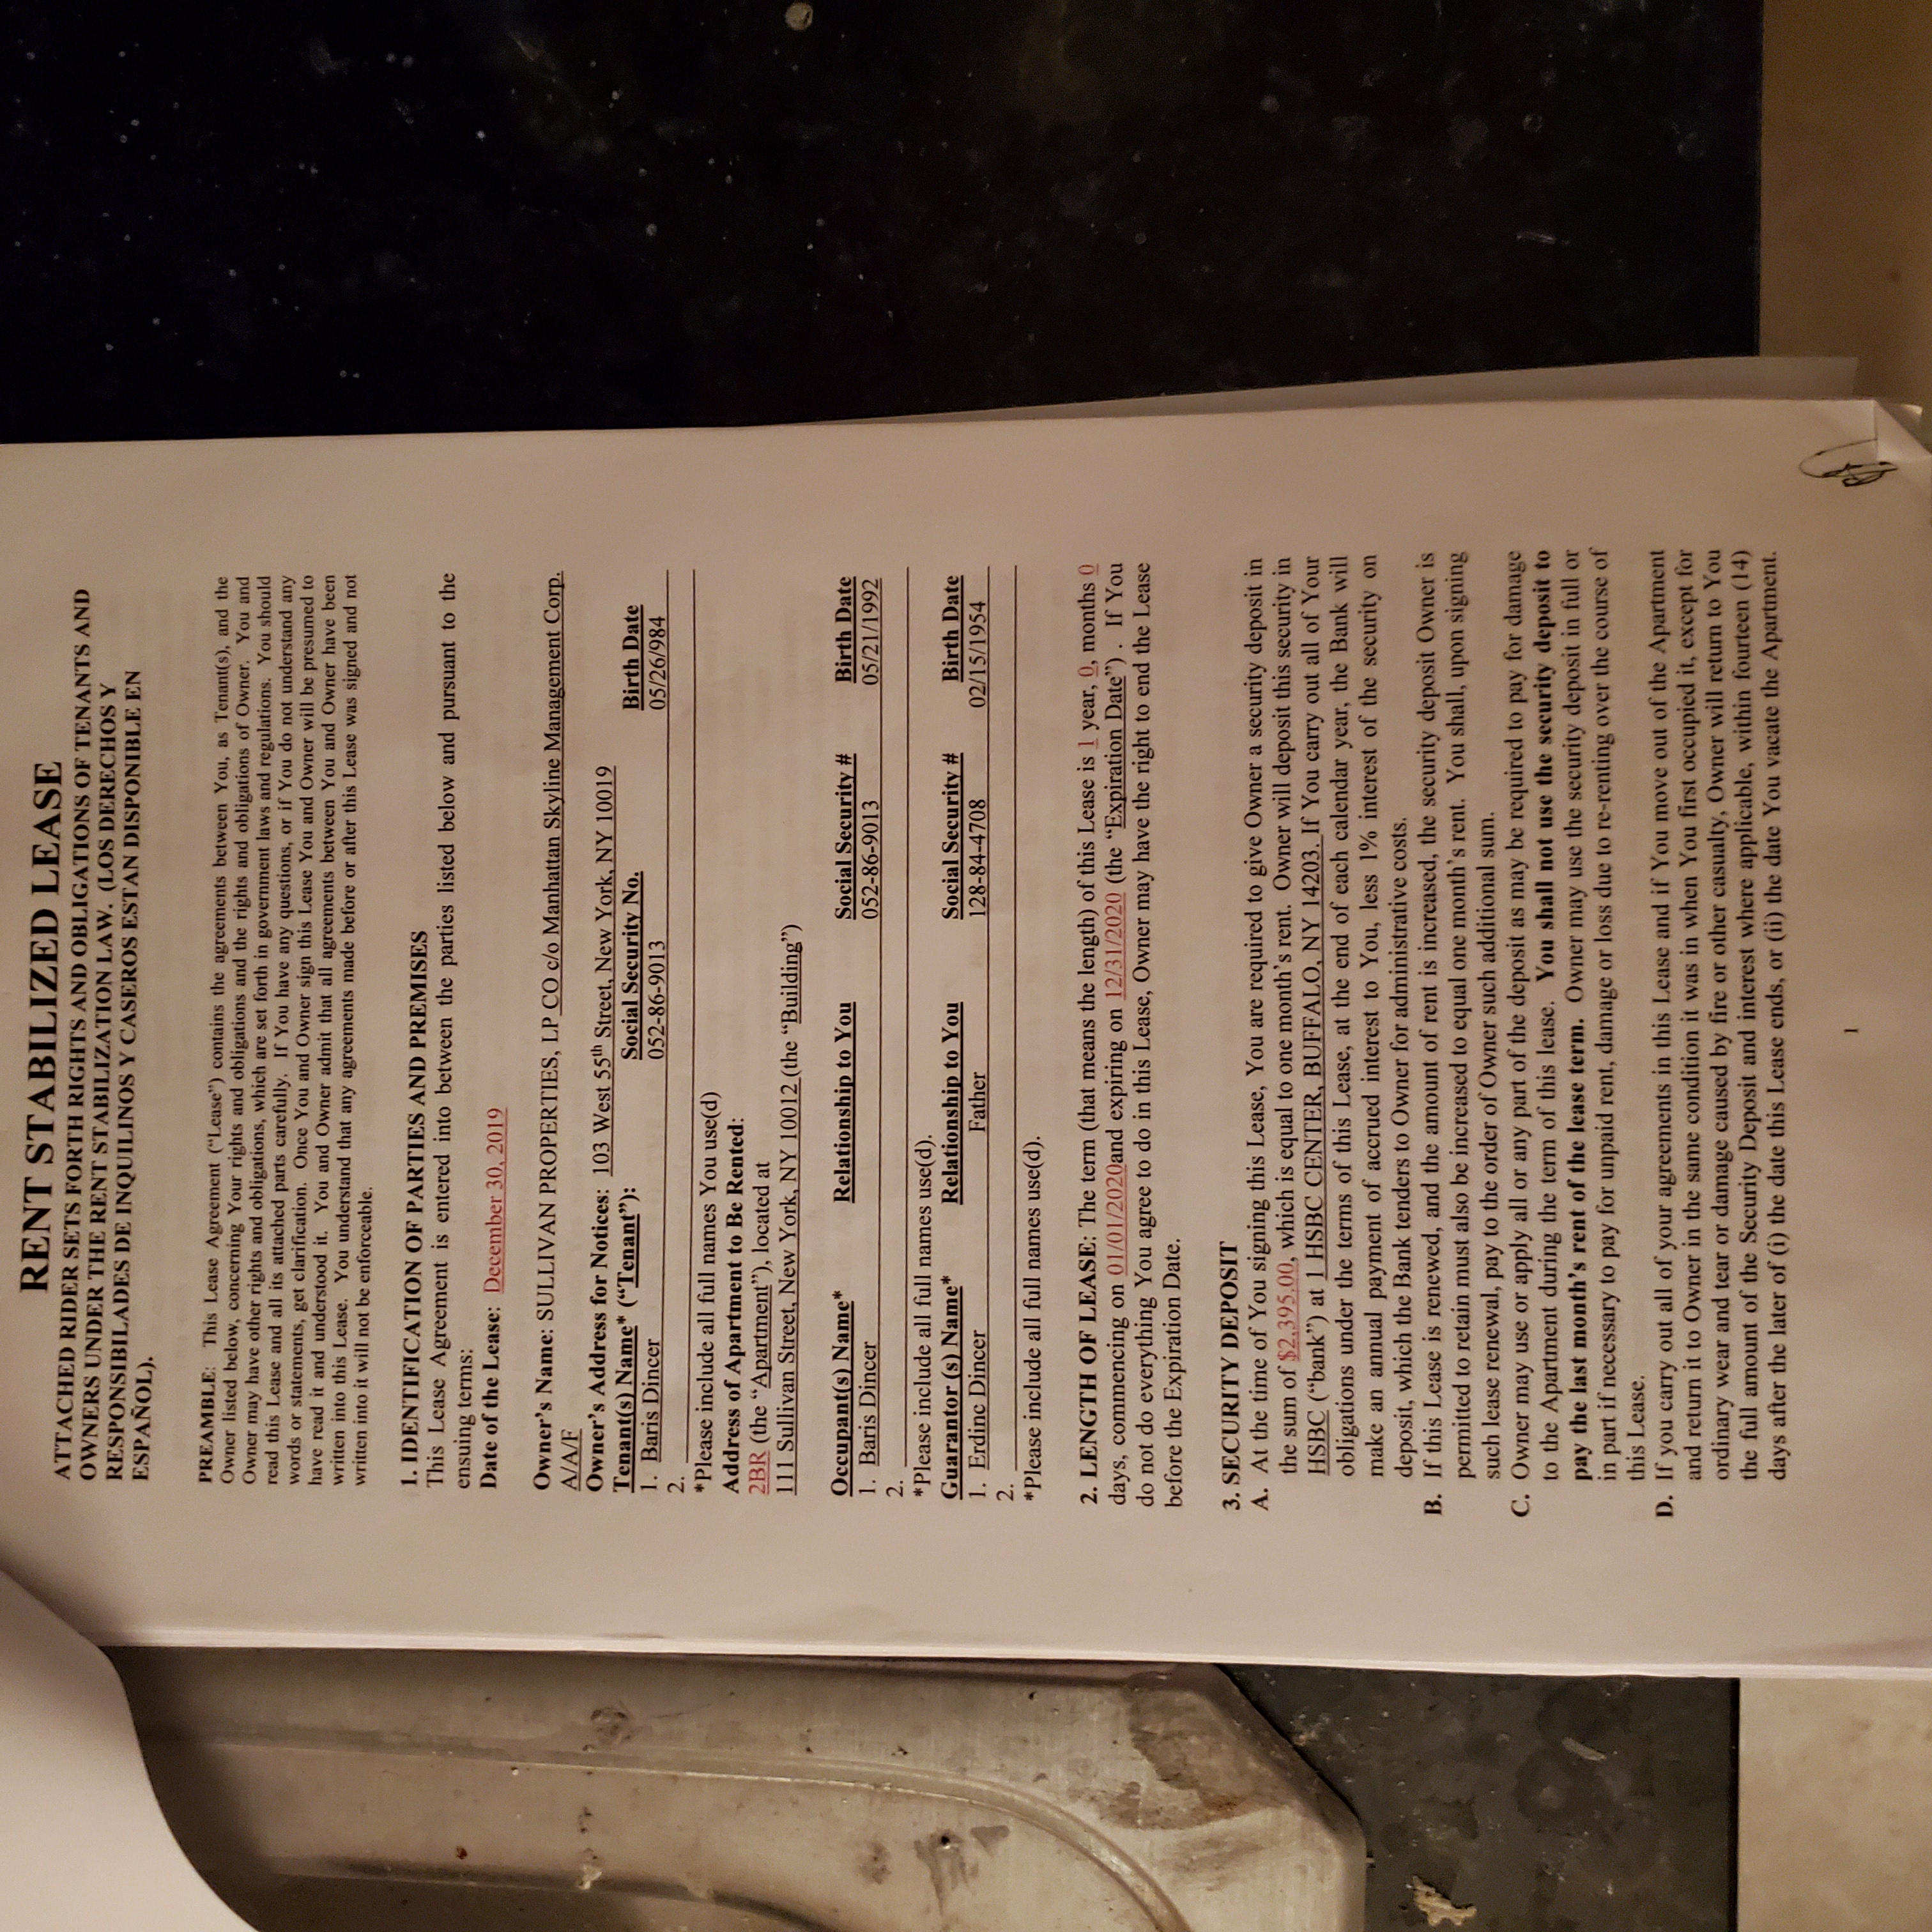 RENT STABILIZED LEASE
ATTACHED RIDER SETS FORTH RIGHTS AND OBLIGATIONS OF TENANTS AND
OWNERS UNDER THE RENT STABILIZATION LAW. (LOS DERECHOS Y
RESPONSIBILADES DE INQUILINOS Y CASEROS ESTAN DISPONIBLE EN
ESPAÑOL).
PREAMBLE: This Lease Agreement (“Lease”) contains the agreements between You, as Tenant(s), and the
Owner listed below, concerning Your rights and obligations and the rights and obligations of Owner. You and
Owner may have other rights and obligations, which are set forth in government laws and regulations. You should
read this Lease and all its attached parts carefully. If You have any questions, or if You do not understand any
words or statements, get clarification. Once You and Owner sign this Lease You and Owner will be presumed to
have read it and understood it. You and Owner admit that all agreements between You and Owner have been
written into this Lease. You understand that any agreements made before or after this Lease was signed and not
written into it will not be enforceable.
1. IDENTIFICATION OF PARTIES AND PREMISES
This Lease Agreement is entered into between the parties listed below and pursuant to the
ensuing terms:
Date of the Lease: December 30, 2019
Owner’s Name: SULLIVAN PROPERTIES, LP CO c/o Manhattan Skyline Management Corp.
A/A/F
Owner’s Address for Notices: 103 West 55th Street, New York, NY 10019
Tenant(s) Name* (“Tenant”): Social Security No. Birth Date
1. Baris Dincer 052-86-9013 05/26/984
2.
*Please include all full names You use(d)
Address of Apartment to Be Rented:
2BR (the “Apartment”), located at
111 Sullivan Street, New York, NY 10012 (the “Building”)
Occupant(s) Name* Relationship to You Social Security # Birth Date
1. Baris Dincer 052-86-9013 05/21/1992
2.
*Please include all full names use(d).
Guarantor (s) Name* Relationship to You Social Security # Birth Date
1. Erdinc Dincer Father 128-84-4708 02/15/1954
2.
*Please include all full names use(d).
2. LENGTH OF LEASE: The term (that means the length) of this Lease is 1 year, 0, months 0
days, commencing on 01/01/2020and expiring on 12/31/2020 (the “Expiration Date”) . If You
do not do everything You agree to do in this Lease, Owner may have the right to end the Lease
before the Expiration Date.
3. SECURITY DEPOSIT
A. At the time of You signing this Lease, You are required to give Owner a security deposit in
the sum of $2,395.00, which is equal to one month’s rent. Owner will deposit this security in
HSBC (“bank”) at 1 HSBC CENTER, BUFFALO, NY 14203. If You carry out all of Your
obligations under the terms of this Lease, at the end of each calendar year, the Bank will
make an annual payment of accrued interest to You, less 1% interest of the security on
deposit, which the Bank tenders to Owner for administrative costs.
B. If this Lease is renewed, and the amount of rent is increased, the security deposit Owner is
permitted to retain must also be increased to equal one month’s rent. You shall, upon signing
such lease renewal, pay to the order of Owner such additional sum.
C. Owner may use or apply all or any part of the deposit as may be required to pay for damage
to the Apartment during the term of this lease. You shall not use the security deposit to
pay the last month’s rent of the lease term. Owner may use the security deposit in full or
in part if necessary to pay for unpaid rent, damage or loss due to re-renting over the course of
this Lease.
D. If you carry out all of your agreements in this Lease and if You move out of the Apartment
and return it to Owner in the same condition it was in when You first occupied it, except for
ordinary wear and tear or damage caused by fire or other casualty, Owner will return to You
the full amount of the Security Deposit and interest where applicable, within fourteen (14)
days after the later of (i) the date this Lease ends, or (ii) the date You vacate the Apartment.
1